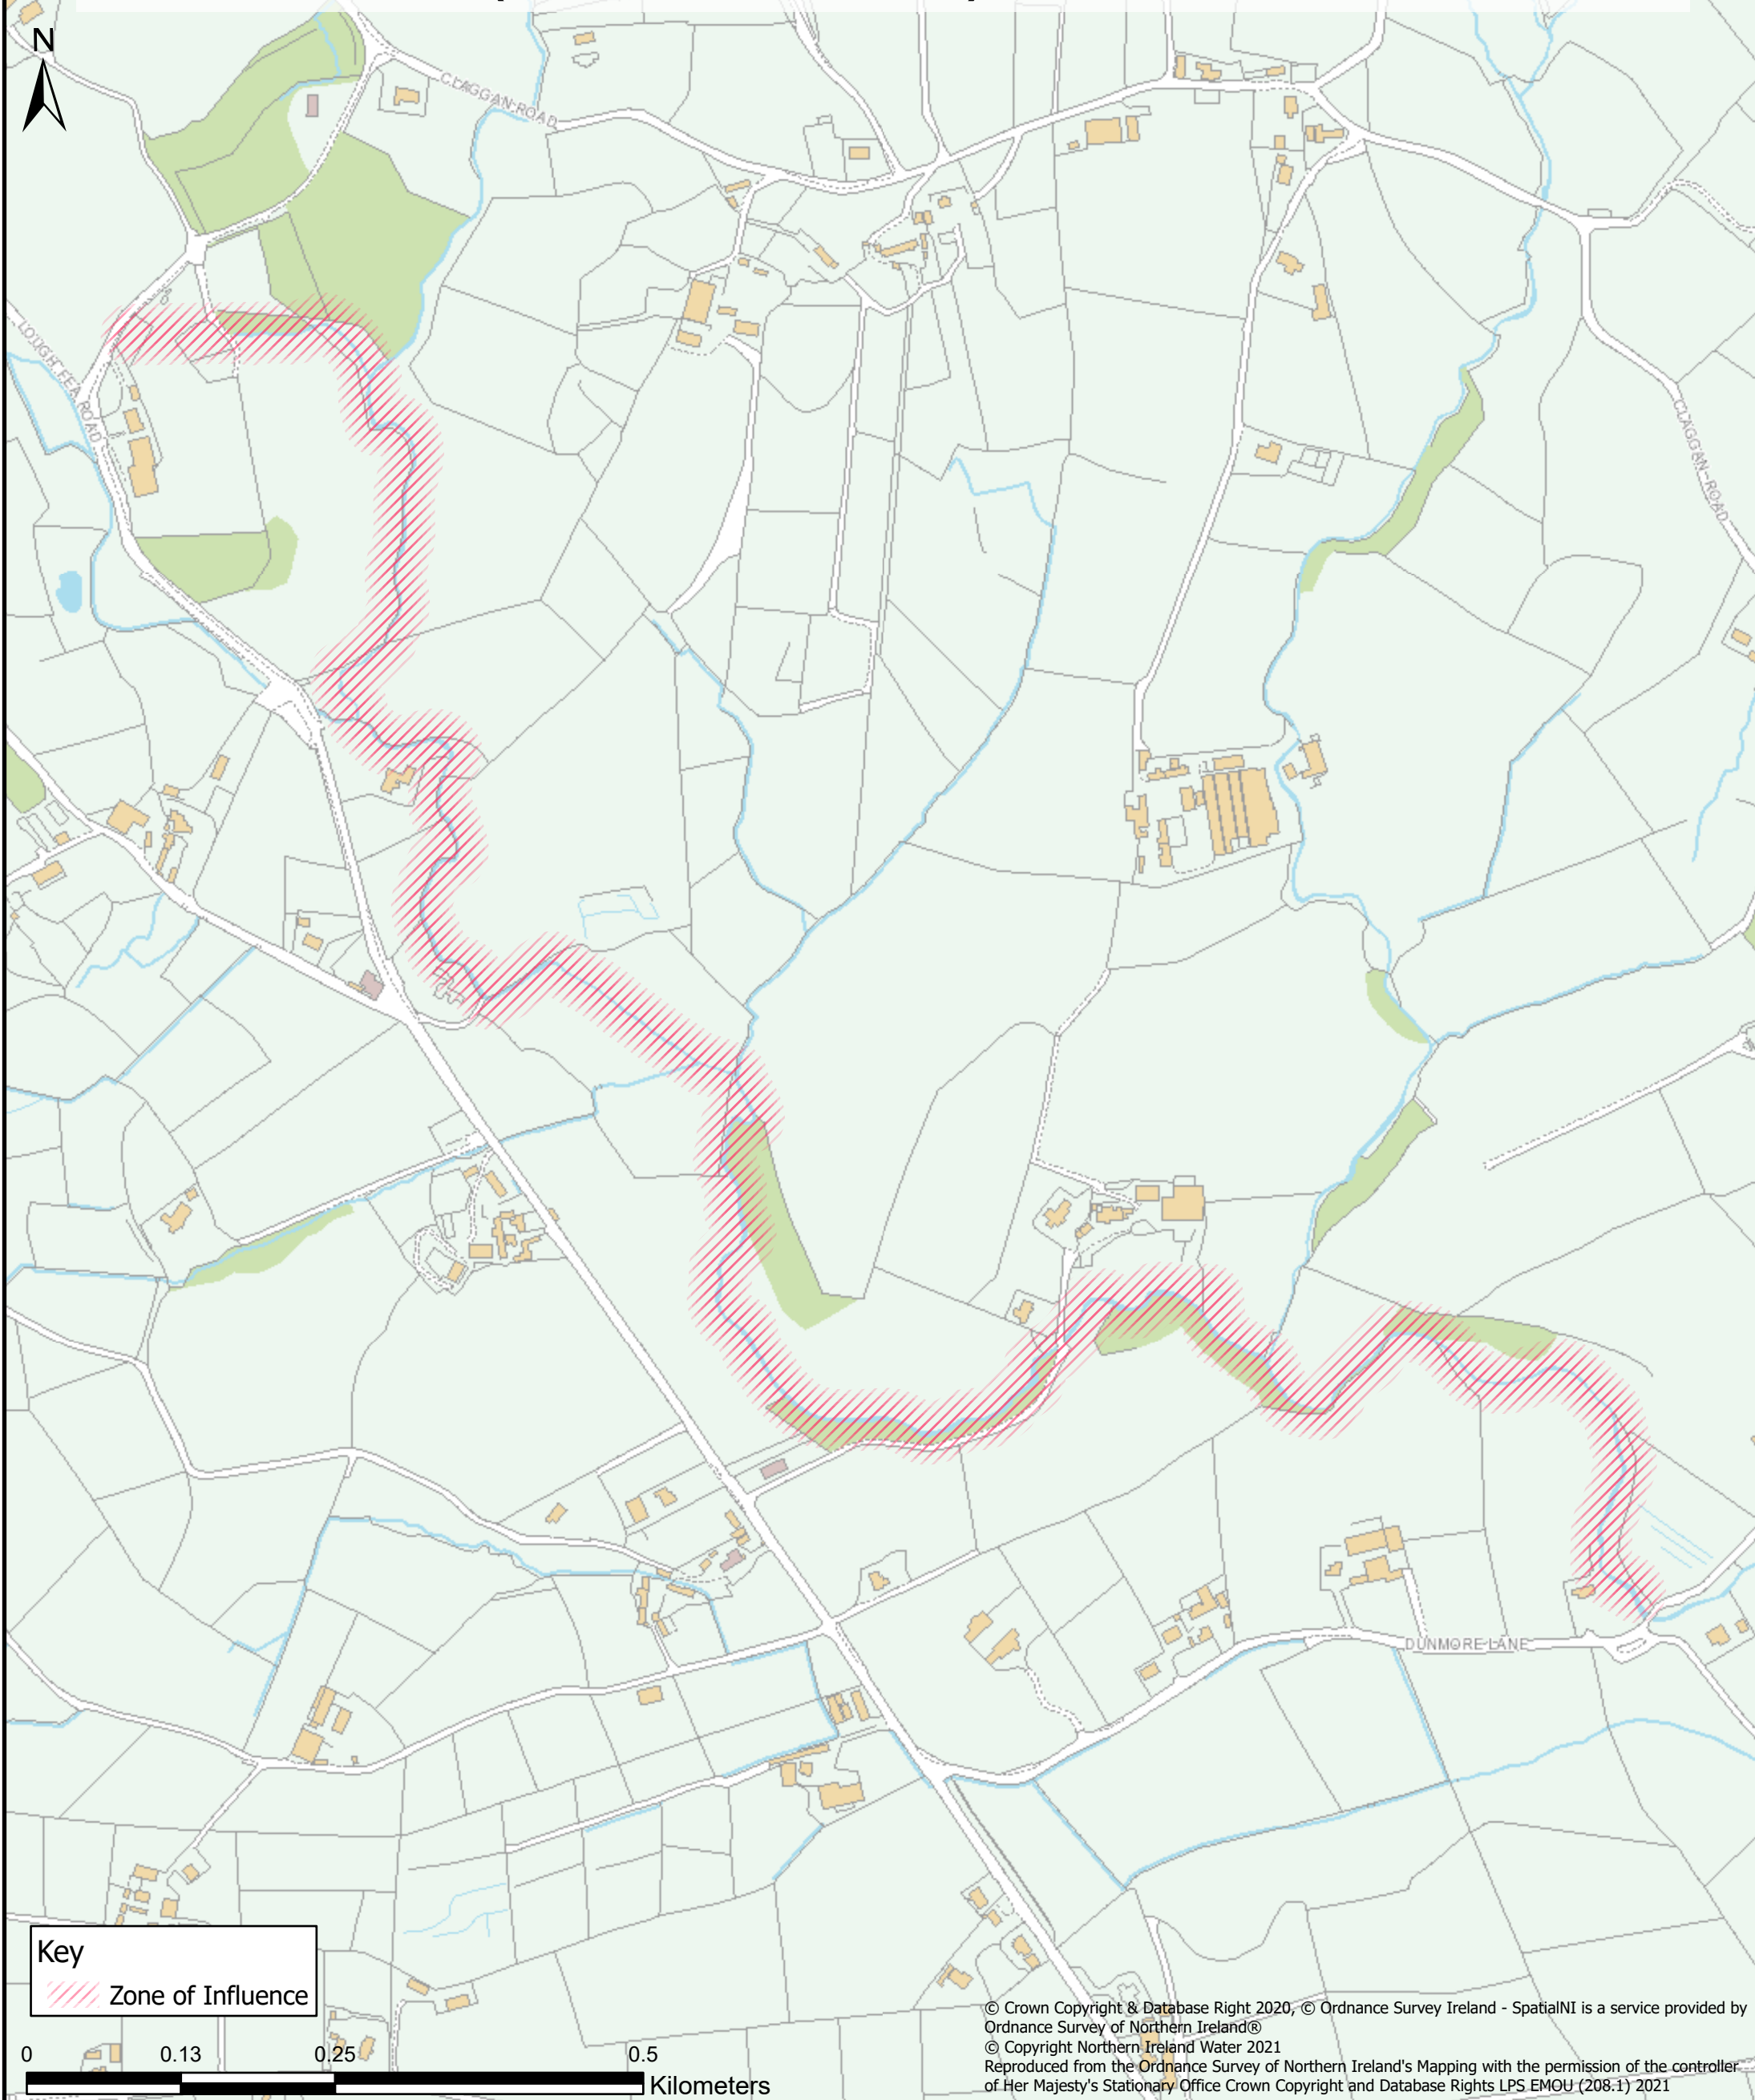 N
CLAGGAN ROAD
LOUGH FEA ROAD
CLAGGAN ROAD
DUNMORE LANE
Key
Zone of Influence
0 0.13 0.25 0.5
Kilometers
© Crown Copyright & Database Right 2020, © Ordnance Survey Ireland - SpatialNI is a service provided by
Ordnance Survey of Northern Ireland®
© Copyright Northern Ireland Water 2021
Reproduced from the Ordnance Survey of Northern Ireland's Mapping with the permission of the controller
of Her Majesty's Stationary Office Crown Copyright and Database Rights LPS EMOU (208.1) 2021